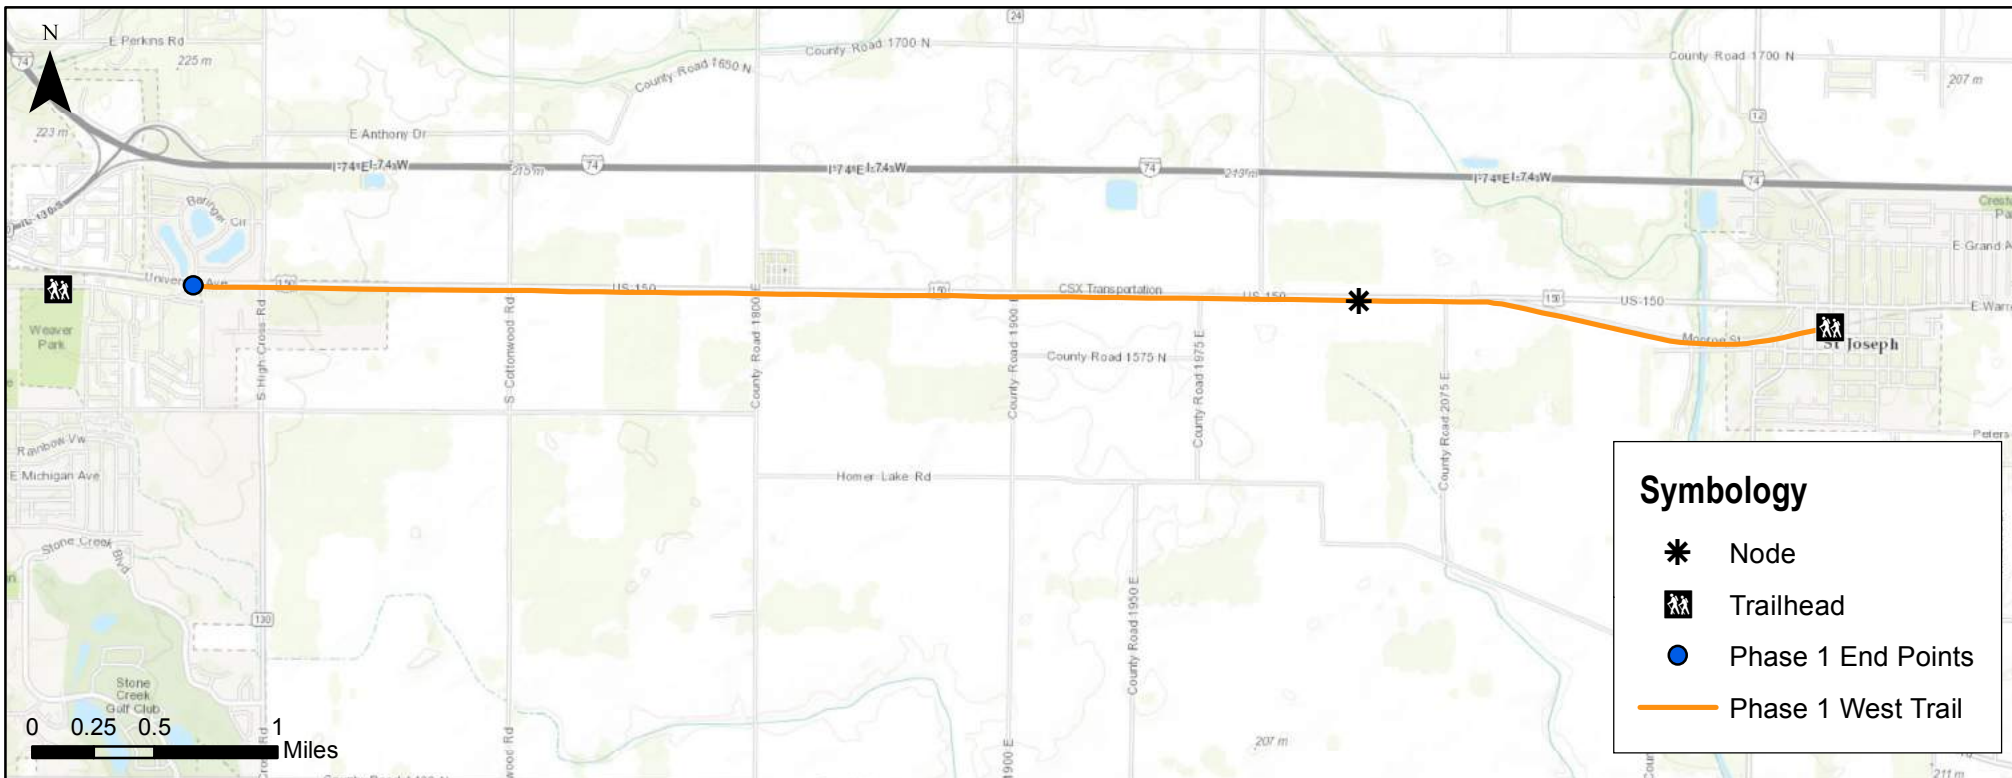 N
24
E Perkins Rd
225 m
74
County Road 1700 N
County Road 1700 N
County Road 1650 N
207 m
12
223 m
E Anthony Dr
I-74 E I-74 W
215 m
74
I-74 E I-74 W
74
213 m
I-74 E I-74 W
74
Baringer Cir
E Grand A
University Ave
150
US-150
150
CSX Transportation
US-150
150
US-150
E Warr
Weaver
Park
Monroe St
St Joseph
County Road 1575 N
S High Cross Rd
S Cottonwood Rd
County Road 1800 E
County Road 1900 E
County Road 1975 E
County Road 2075 E
Peters
Rainbow Vw
E Michigan Ave
Homer Lake Rd
Stone Creek Blvd
County Road 1950 E
130
Stone
Creek
Golf Club
207 m
211 m
1900 E
0 0.25 0.5 1
Miles
Symbology
Node
Trailhead
Phase 1 End Points
Phase 1 West Trail